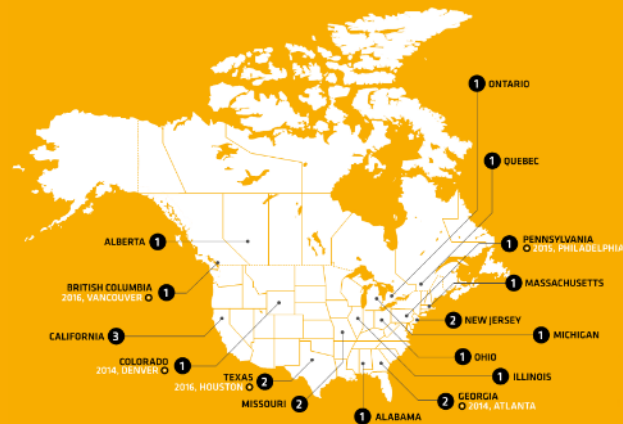 1 ONTARIO
1 QUEBEC
ALBERTA 1
1 PENNSYLVANIA
2015, PHILADELPHIA
BRITISH COLUMBIA 1
2016, VANCOUVER
1 MASSACHUSETTS
2 NEW JERSEY
CALIFORNIA 3
1 MICHIGAN
COLORADO 1
2014, DENVER
1 OHIO
TEXAS 2
2016, HOUSTON
1 ILLINOIS
MISSOURI 2
2 GEORGIA
2014, ATLANTA
1 ALABAMA